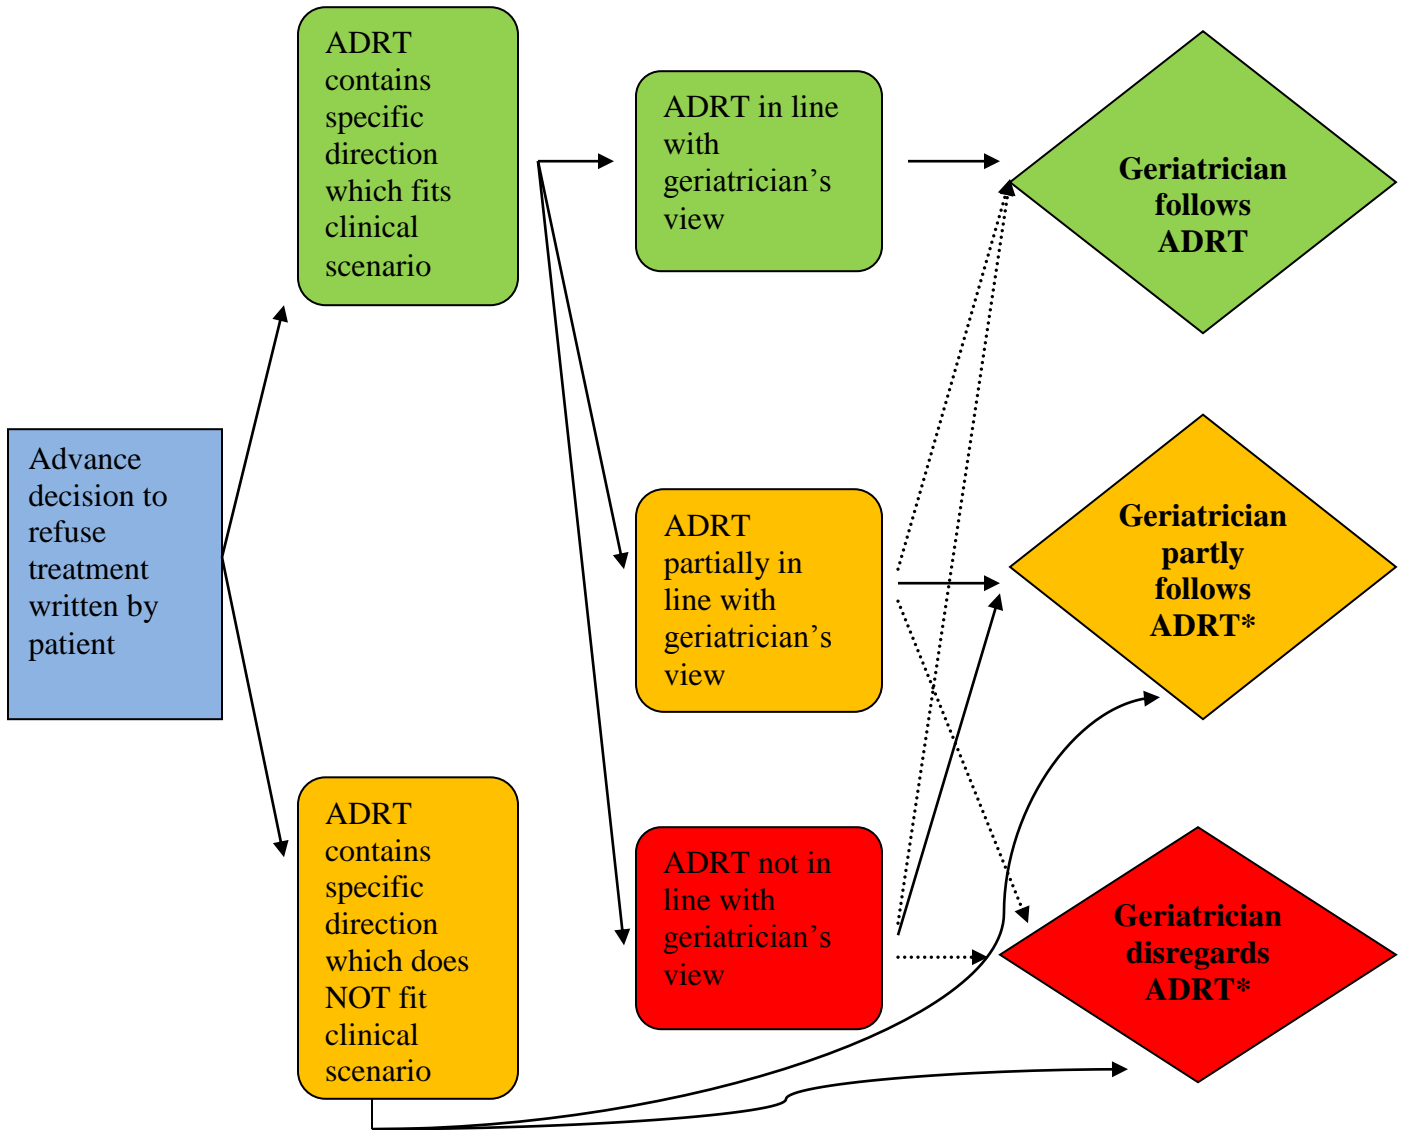 Advance
decision to
refuse
treatment
written by
patient
ADRT
contains
specific
direction
which fits
clinical
scenario
ADRT
contains
specific
direction
which does
NOT fit
clinical
scenario
ADRT in line
with
geriatrician’s
view
ADRT
partially in
line with
geriatrician’s
view
ADRT not in
line with
geriatrician’s
view
Geriatrician
follows
ADRT
Geriatrician
partly
follows
ADRT*
Geriatrician
disregards
ADRT*